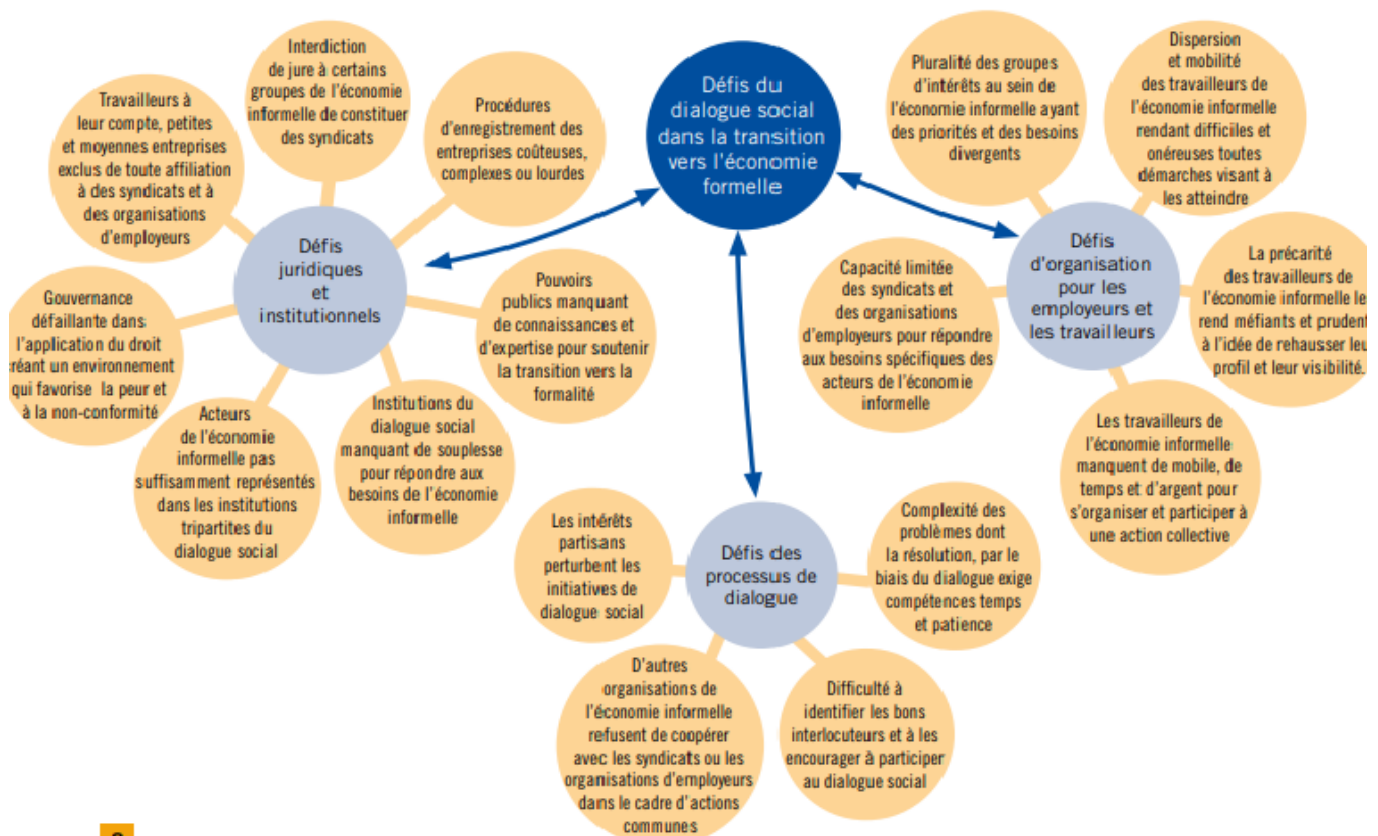 Défis du
dialogue social
dans la transition
vers l'économie
formelle
Défis
juridiques
et
institutionnels
Travailleurs à
leur compte, petites
et moyennes entreprises
exclus de toute affiliation
à des syndicats et à
des organisations
d'employeurs
Interdiction
de jure à certains
groupes de l'économie
informelle de constituer
des syndicats
Procédures
d'enregistrement des
entreprises coûteuses,
complexes ou lourdes
Pouvoirs
publics manquant
de connaissances et
d'expertise pour soutenir
la transition vers la
formalité
Institutions du
dialogue social
manquant de souplesse
pour répondre aux
besoins de l'économie
informelle
Acteurs
de l'économie
informelle pas
suffisamment représentés
dans les institutions
tripartites du
dialogue social
Gouvernance
défaillante dans
l'application du droit
créant un environnement
qui favorise la peur et
à la non-conformité
Défis
d'organisation
pour les
employeurs et
les travailleurs
Pluralité des groupes
d'intérêts au sein de
l'économie informelle ayant
des priorités et des besoins
divergents
Dispersion
et mobilité
des travailleurs de
l'économie informelle
rendant difficiles et
onéreuses toutes
démarches visant à
les atteindre
La précarité
des travailleurs de
l'économie informelle le
rend méfiants et prudent
à l'idée de rehausser leu
profil et leur visibilité.
Les travailleurs de
l'économie informelle
manquent de mobile, de
temps et d'argent pour
s'organiser et participer à
une action collective
Capacité limitée
des syndicats et
des organisations
d'employeurs pour répondre
aux besoins spécifiques des
acteurs de l'économie
informelle
Défis des
processus de
dialogue
Les intérêts
partisans
perturbent les
initiatives de
dialogue social
Complexité des
problèmes dont
la résolution, par le
biais du dialogue exige
compétences temps
et patience
Difficulté à
identifier les bons
interlocuteurs et à les
encourager à participer
au dialogue social
D'autres
organisations de
l'économie informelle
refusent de coopérer
avec les syndicats ou les
organisations d'employeurs
dans le cadre d'actions
communes